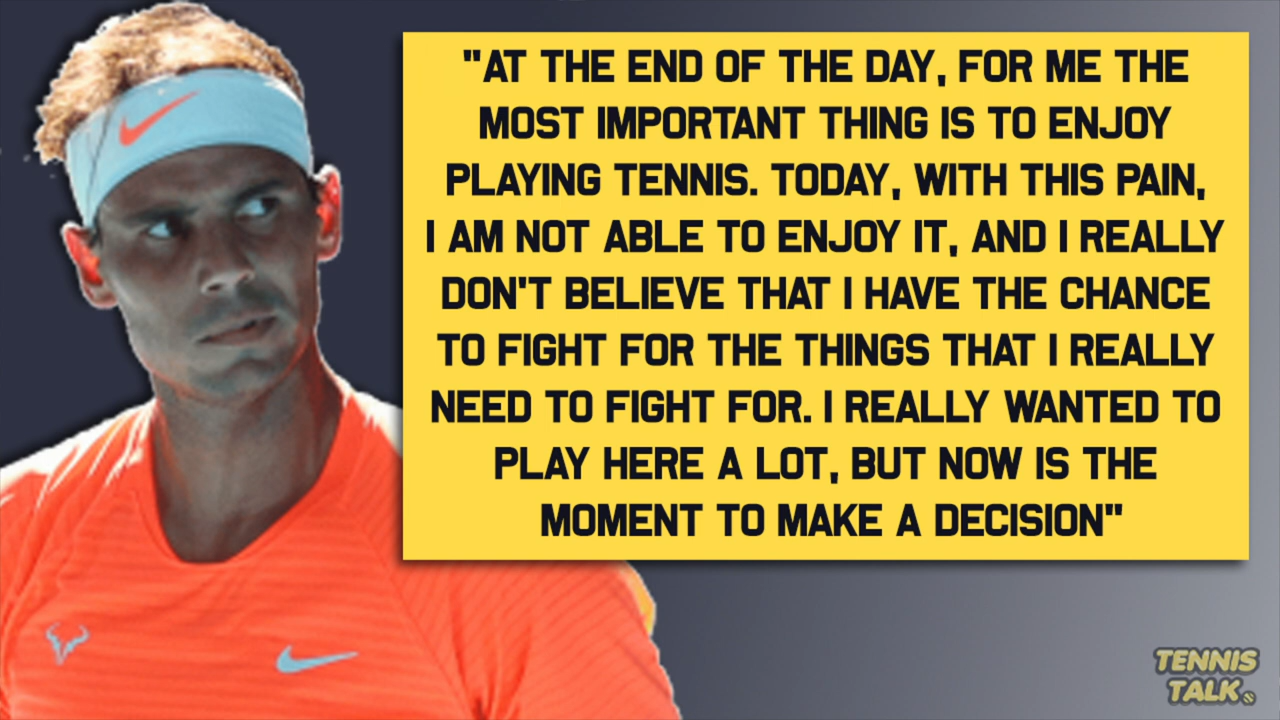 "AT THE END OF THE DAY, FOR ME THE
MOST IMPORTANT THING IS TO ENJOY
PLAYING TENNIS. TODAY, WITH THIS PAIN,
I AM NOT ABLE TO ENJOY IT, AND I REALLY
DON'T BELIEVE THAT I HAVE THE CHANCE
TO FIGHT FOR THE THINGS THAT I REALLY
NEED TO FIGHT FOR. I REALLY WANTED TO
PLAY HERE A LOT, BUT NOW IS THE
MOMENT TO MAKE A DECISION"
TENNIS
TALK